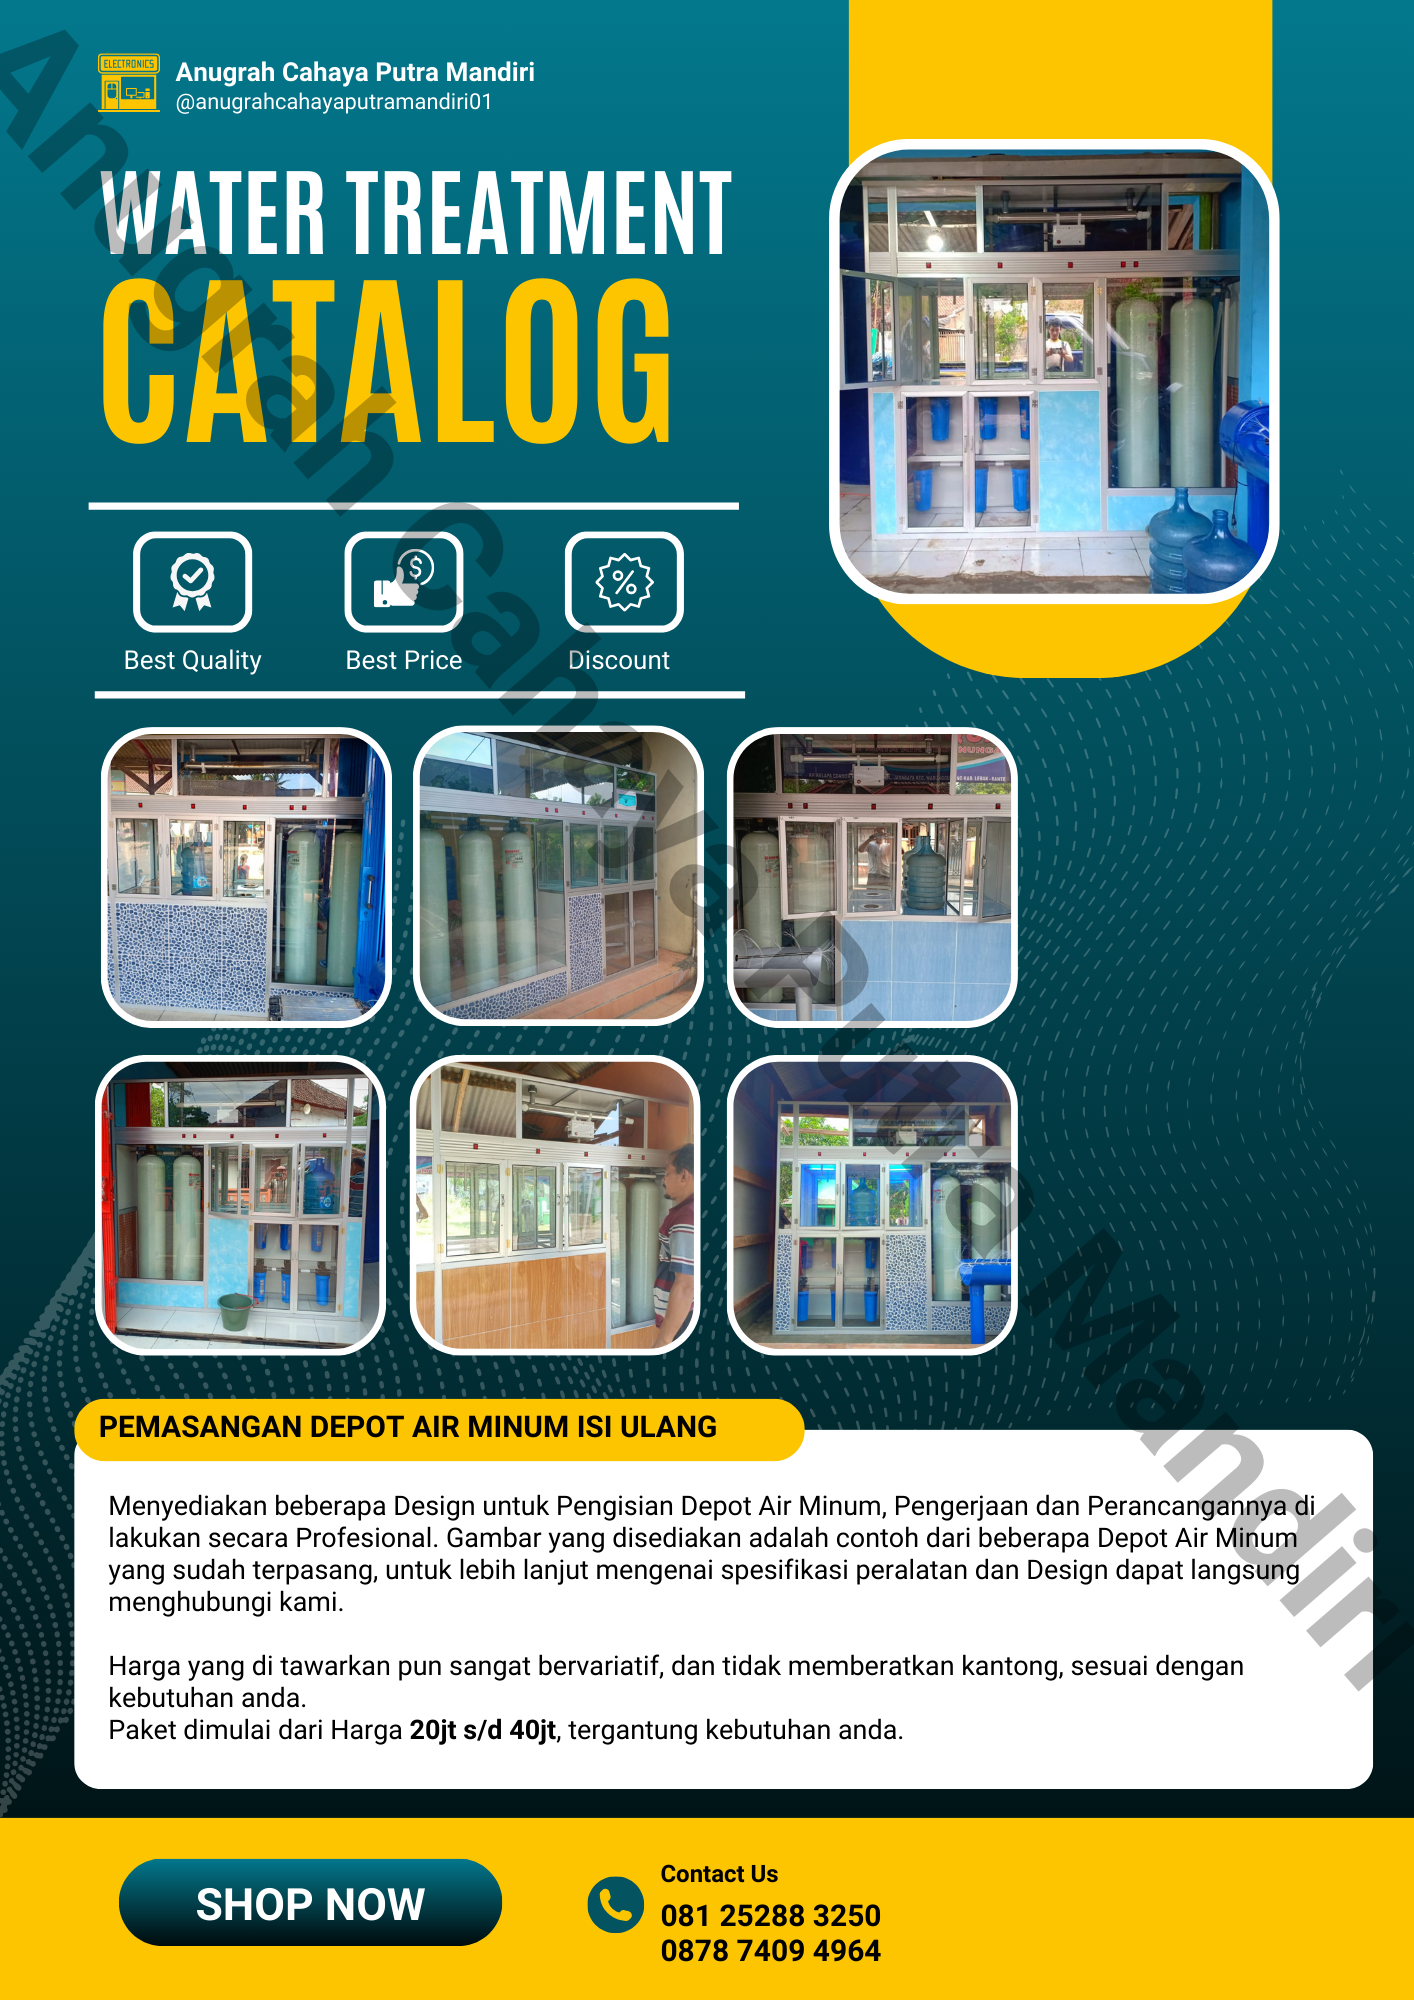 ELECTRONICS
Anugrah Cahaya Putra Mandiri
@anugrahcahayaputramandiri01
WATER TREATMENT
CATALOG
Best Quality
Best Price
Discount
PEMASANGAN DEPOT AIR MINUM ISI ULANG
Menyediakan beberapa Design untuk Pengisian Depot Air Minum, Pengerjaan dan Perancangannya di
lakukan secara Profesional. Gambar yang disediakan adalah contoh dari beberapa Depot Air Minum
yang sudah terpasang, untuk lebih lanjut mengenai spesifikasi peralatan dan Design dapat langsung
menghubungi kami.
Harga yang di tawarkan pun sangat bervariatif, dan tidak memberatkan kantong, sesuai dengan
kebutuhan anda.
Paket dimulai dari Harga 20jt s/d 40jt, tergantung kebutuhan anda.
SHOP NOW
Contact Us
081 25288 3250
0878 7409 4964
Anugrah Cahaya Putra Mandiri